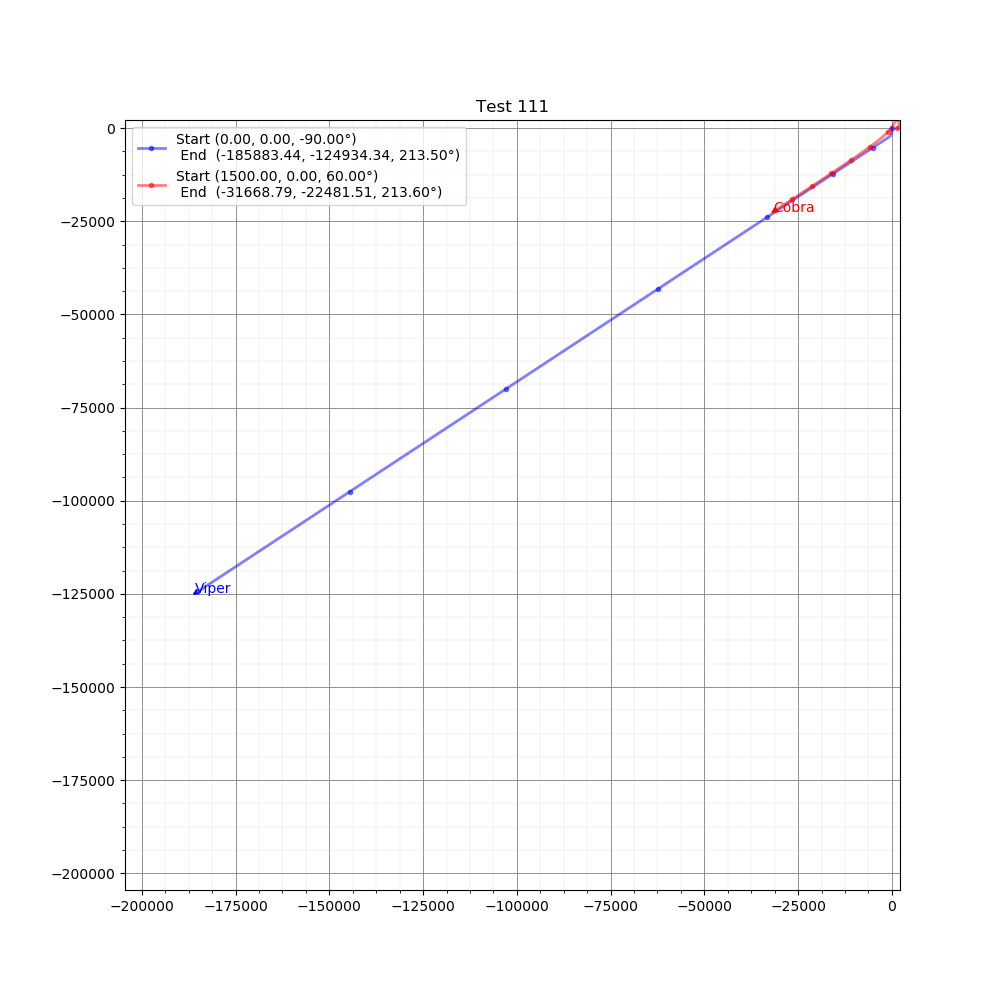 Test 111
Start (0.00, 0.00, -90.00°)
End (-185883.44, -124934.34, 213.50°)
Start (1500.00, 0.00, 60.00°)
End (-31668.79, -22481.51, 213.60°)
0
−25000
−50000
−75000
−100000
−125000
−150000
−175000
−200000
Cobra
Viper
−200000 −175000 −150000 −125000 −100000 −75000 −50000 −25000 0